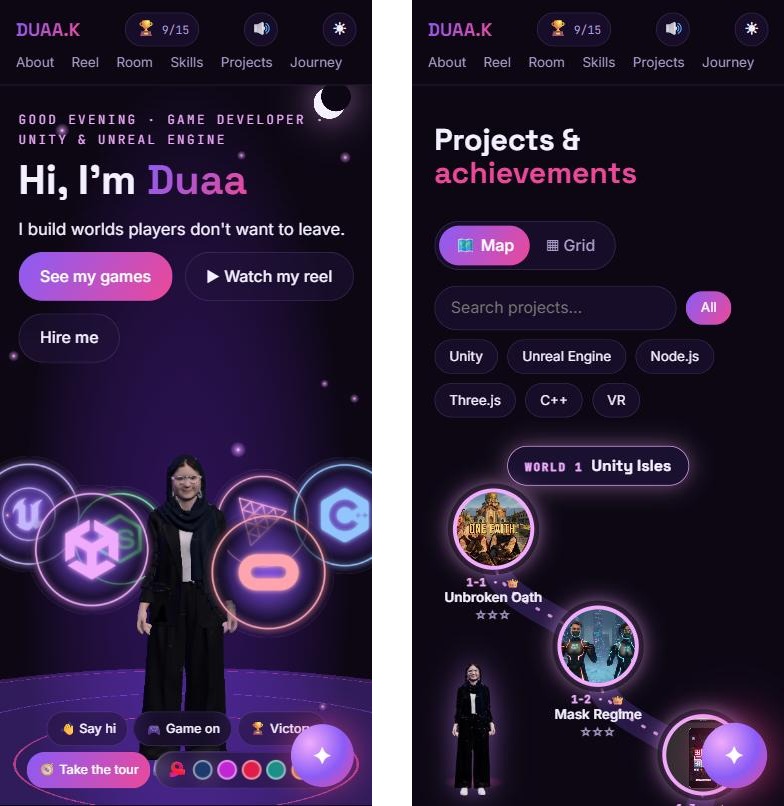 DUAA.K
9/15
About Reel Room Skills Projects Journey
GOOD EVENING · GAME DEVELOPER ·
UNITY & UNREAL ENGINE
Hi, I'm Duaa
I build worlds players don't want to leave.
See my games
▶ Watch my reel
Hire me
Say hi
Game on
Victor
Take the tour
DUAA.K
9/15
About Reel Room Skills Projects Journey
Projects &
achievements
Map
Grid
Search projects...
All
Unity
Unreal Engine
Node.js
Three.js
C++
VR
WORLD 1 Unity Isles
1-1 ·
Unbroken Oath
☆☆☆
1-2 ·
Mask Regime
☆☆☆